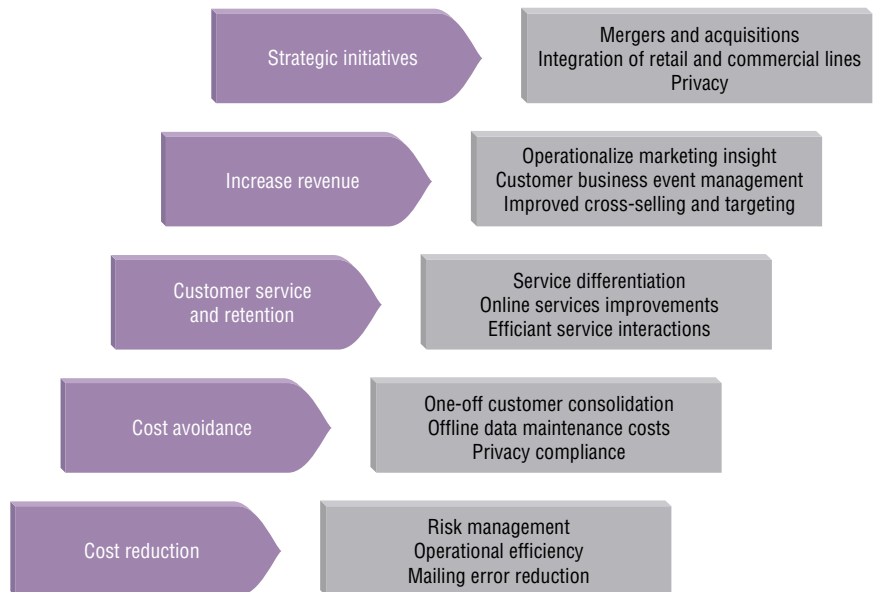 Strategic initiatives
Mergers and acquisitions
Integration of retail and commercial lines
Privacy
Increase revenue
Operationalize marketing insight
Customer business event management
Improved cross-selling and targeting
Customer service
and retention
Service differentiation
Online services improvements
Efficiant service interactions
Cost avoidance
One-off customer consolidation
Offline data maintenance costs
Privacy compliance
Cost reduction
Risk management
Operational efficiency
Mailing error reduction